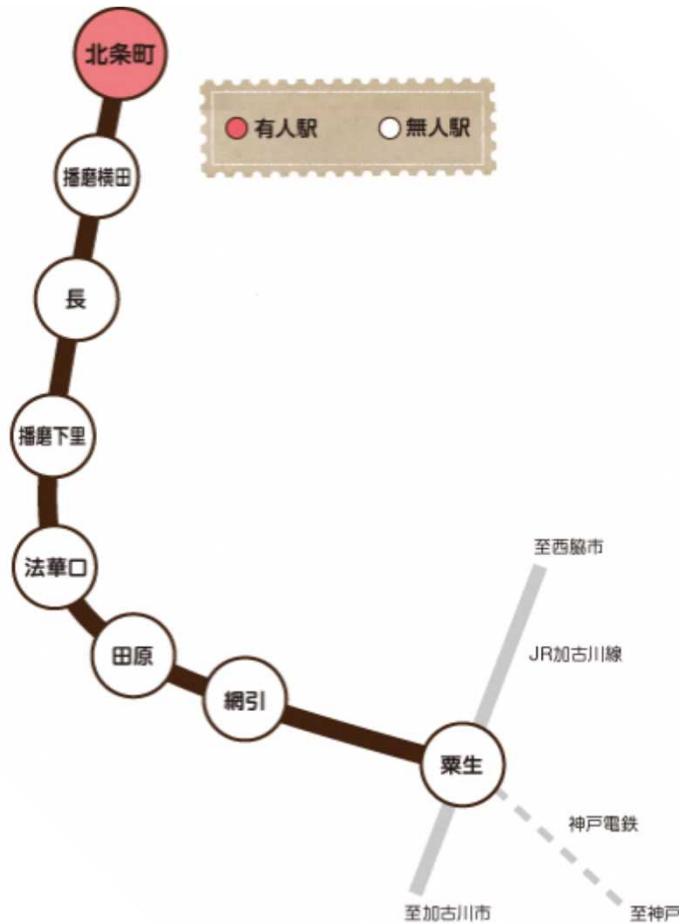 北条町
有人駅
無人駅
播磨横田
長
播磨下里
法華口
田原
網引
粟生
至西脇市
JR加古川線
神戸電鉄
至加古川市
至神戸